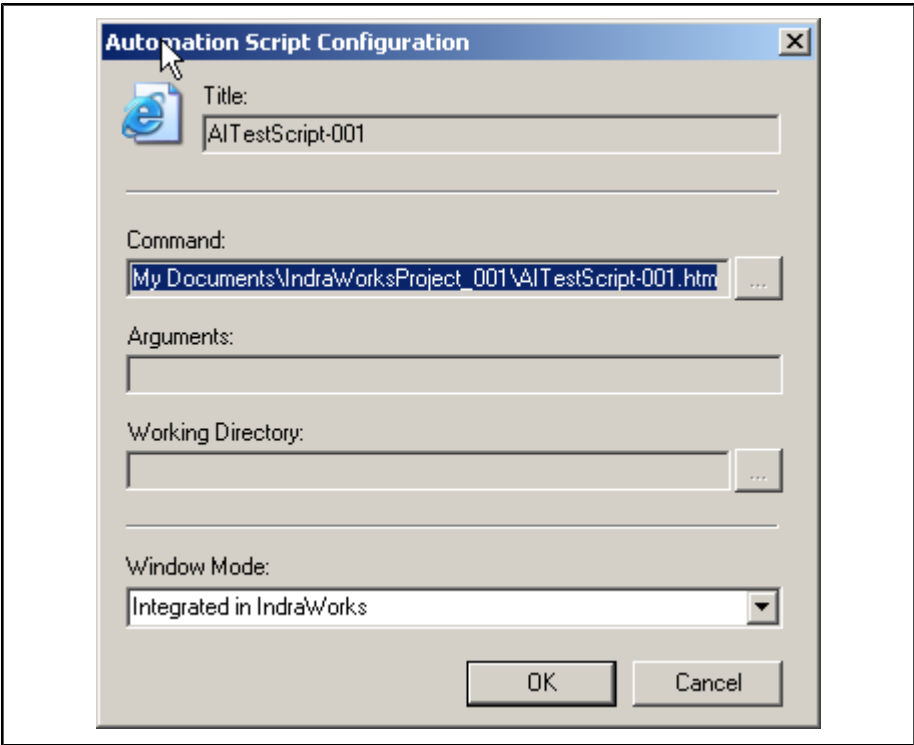 Automation Script Configuration
Title:
AITestScript-001
Command:
My Documents\IndraWorksProject_001\AITestScript-001.htm
...
Arguments:
Working Directory:
...
Window Mode:
Integrated in IndraWorks
OK
Cancel